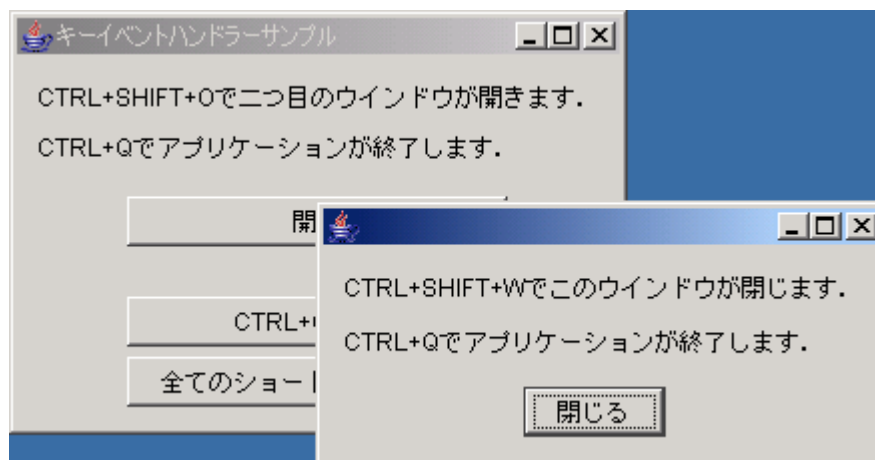 キーイベントハンドラーサンプル
CTRL+SHIFT+Oで二つ目のウインドウが開きます.
CTRL+Qでアプリケーションが終了します.
開
CTRL+
全てのショート
CTRL+SHIFT+Wでこのウインドウが閉じます.
CTRL+Qでアプリケーションが終了します.
閉じる